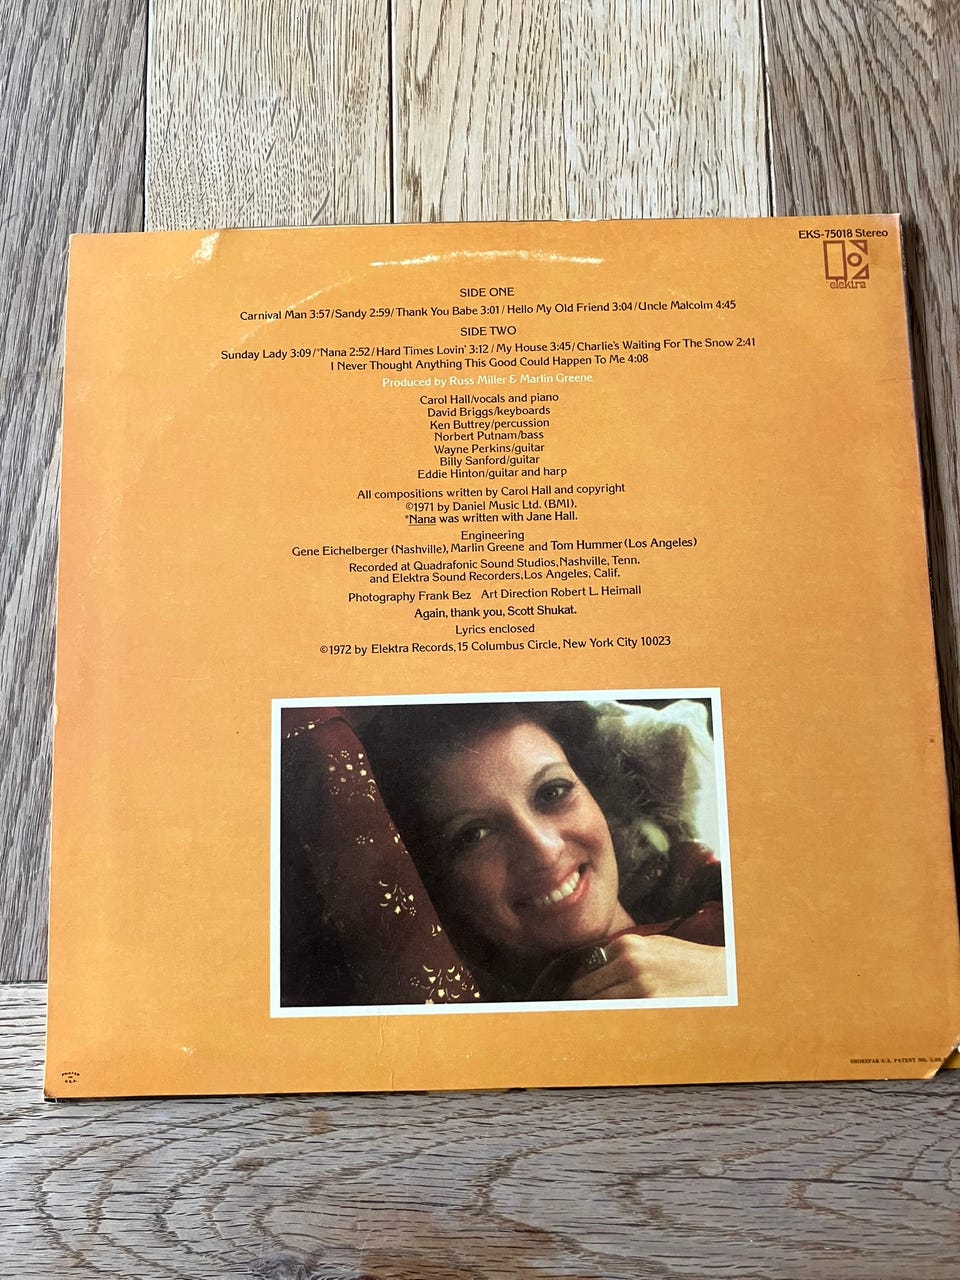 EKS-75018 Stereo
elektra
SIDE ONE
Carnival Man 3:57/Sandy 2:59/Thank You Babe 3:01/Hello My Old Friend 3:04/Uncle Malcolm 4:45
SIDE TWO
Sunday Lady 3:09/*Nana 2:52/Hard Times Lovin' 3:12/My House 3:45/Charlie's Waiting For The Snow 2:41
I Never Thought Anything This Good Could Happen To Me 4:08
Produced by Russ Miller & Marlin Greene
Carol Hall/vocals and piano
David Briggs/keyboards
Ken Buttrey/percussion
Norbert Putnam/bass
Wayne Perkins/guitar
Billy Sanford/guitar
Eddie Hinton/guitar and harp
All compositions written by Carol Hall and copyright
©1971 by Daniel Music Ltd. (BMI).
*Nana was written with Jane Hall.
Engineering
Gene Eichelberger (Nashville), Marlin Greene and Tom Hummer (Los Angeles)
Recorded at Quadrafonic Sound Studios, Nashville, Tenn.
and Elektra Sound Recorders, Los Angeles, Calif.
Photography Frank Bez Art Direction Robert L. Heimall
Again, thank you, Scott Shukat.
Lyrics enclosed
©1972 by Elektra Records, 15 Columbus Circle, New York City 10023
PRINTED
IN
U.S.A.
SHOREPAK-U.S. PATENT NO.